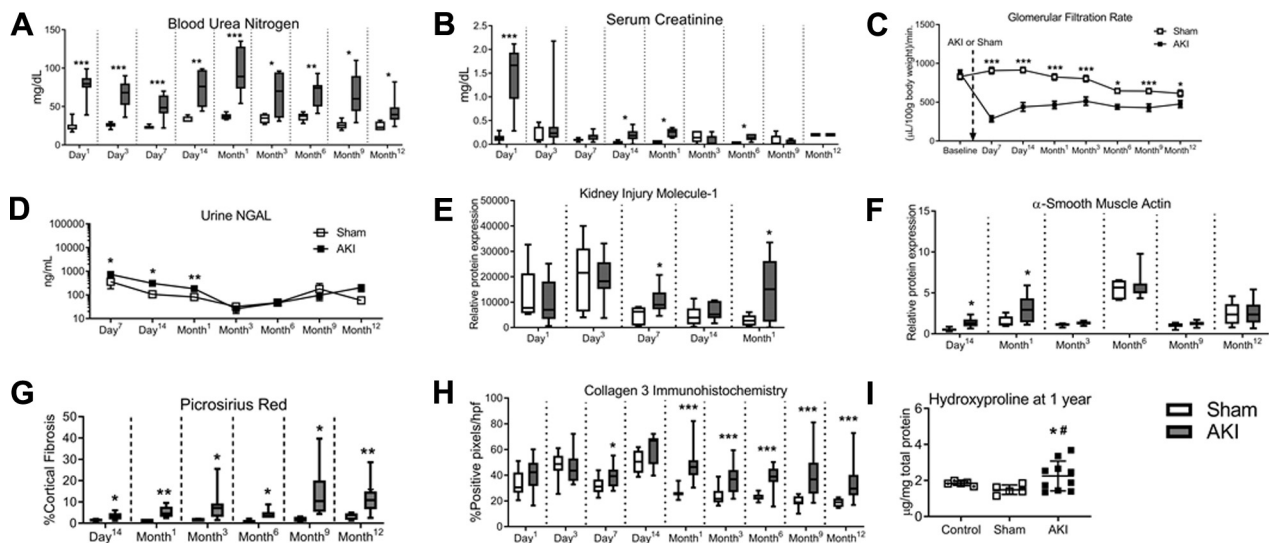 A
Blood Urea Nitrogen
mg/dL
150
100
50
0
*** *** *** ** *** * ** * *
Day1 Day3 Day7 Day14 Month1 Month3 Month6 Month9 Month12
B
Serum Creatinine
mg/dL
2.5
2.0
1.5
1.0
0.5
0.0
*** * * *
Day1 Day3 Day7 Day14 Month1 Month3 Month6 Month9 Month12
C
Glomerular Filtration Rate
(µL/100g body weight)/min.
1500
1000
500
0
Sham
AKI
AKI or Sham
*** *** *** *** * *** *
Baseline Day7 Day14 Month1 Month3 Month6 Month9 Month12
D
Urine NGAL
ng/mL
100000
10000
1000
100
10
Sham
AKI
* * **
Day7 Day14 Month1 Month3 Month6 Month9 Month12
E
Kidney Injury Molecule-1
Relative protein expression
50000
40000
30000
20000
10000
0
* *
Day1 Day3 Day7 Day14 Month1
F
α-Smooth Muscle Actin
Relative protein expression
15
10
5
0
* *
Day14 Month1 Month3 Month6 Month9 Month12
G
Picrosirius Red
%Cortical Fibrosis
50
40
30
20
10
0
* ** * * * **
Day14 Month1 Month3 Month6 Month9 Month12
H
Collagen 3 Immunohistochemistry
%Positive pixels/hpf
100
80
60
40
20
0
* *** *** *** *** ***
Day1 Day3 Day7 Day14 Month1 Month3 Month6 Month9 Month12
I
Hydroxyproline at 1 year
µg/mg total protein
6
4
2
0
* #
Control Sham AKI
Sham
AKI